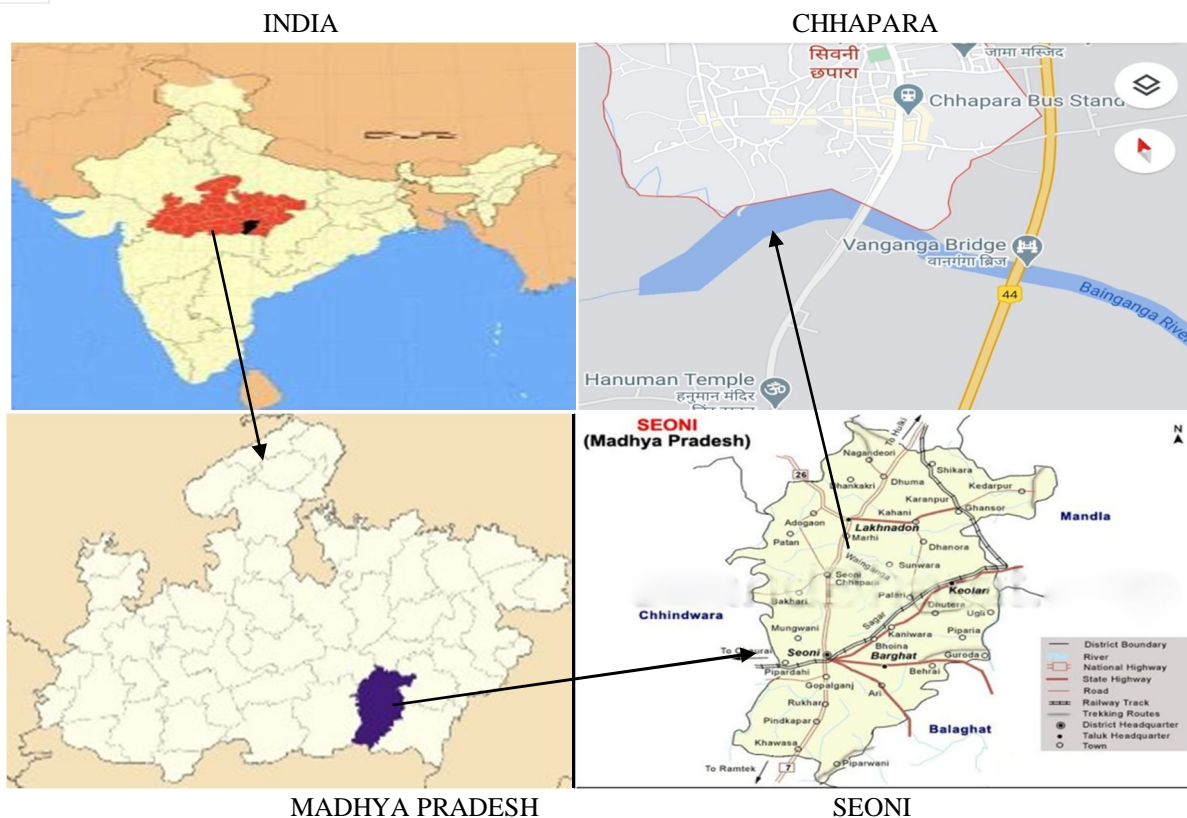 INDIA
CHHAPARA
जामा मस्जिद
सिवनी
छपारा
Chhapara Bus Stand
Vanganga Bridge
वानगंगा ब्रिज
44
Bainganga River
Hanuman Temple
हनुमान मंदिर
SEONI
(Madhya Pradesh)
N
To Hulki
Nagandeori
26
Shikara
Dhankakri
Dhuma
Kedarpur
Karanpur
Kahani
Ghansor
Adogaon
Lakhnadon
Mandla
Patan
Marhi
Dhanora
Wainganga
Sunwara
Seoni
Chhapara
Keolari
Bakhari
Palari
Chhindwara
Dhutera
Ugli
Sagar
Mungwani
Kaniwara
Piparia
Bhoina
Seoni
Barghat
Guroda
Pipardahi
Behrai
Gopalganj
Ari
Rukhar
Pindkapar
Balaghat
Khawasa
Piparwani
To Ramtek
7
District Boundary
River
National Highway
State Highway
Road
Railway Track
Trekking Routes
District Headquarter
Taluk Headquarter
Town
MADHYA PRADESH
SEONI